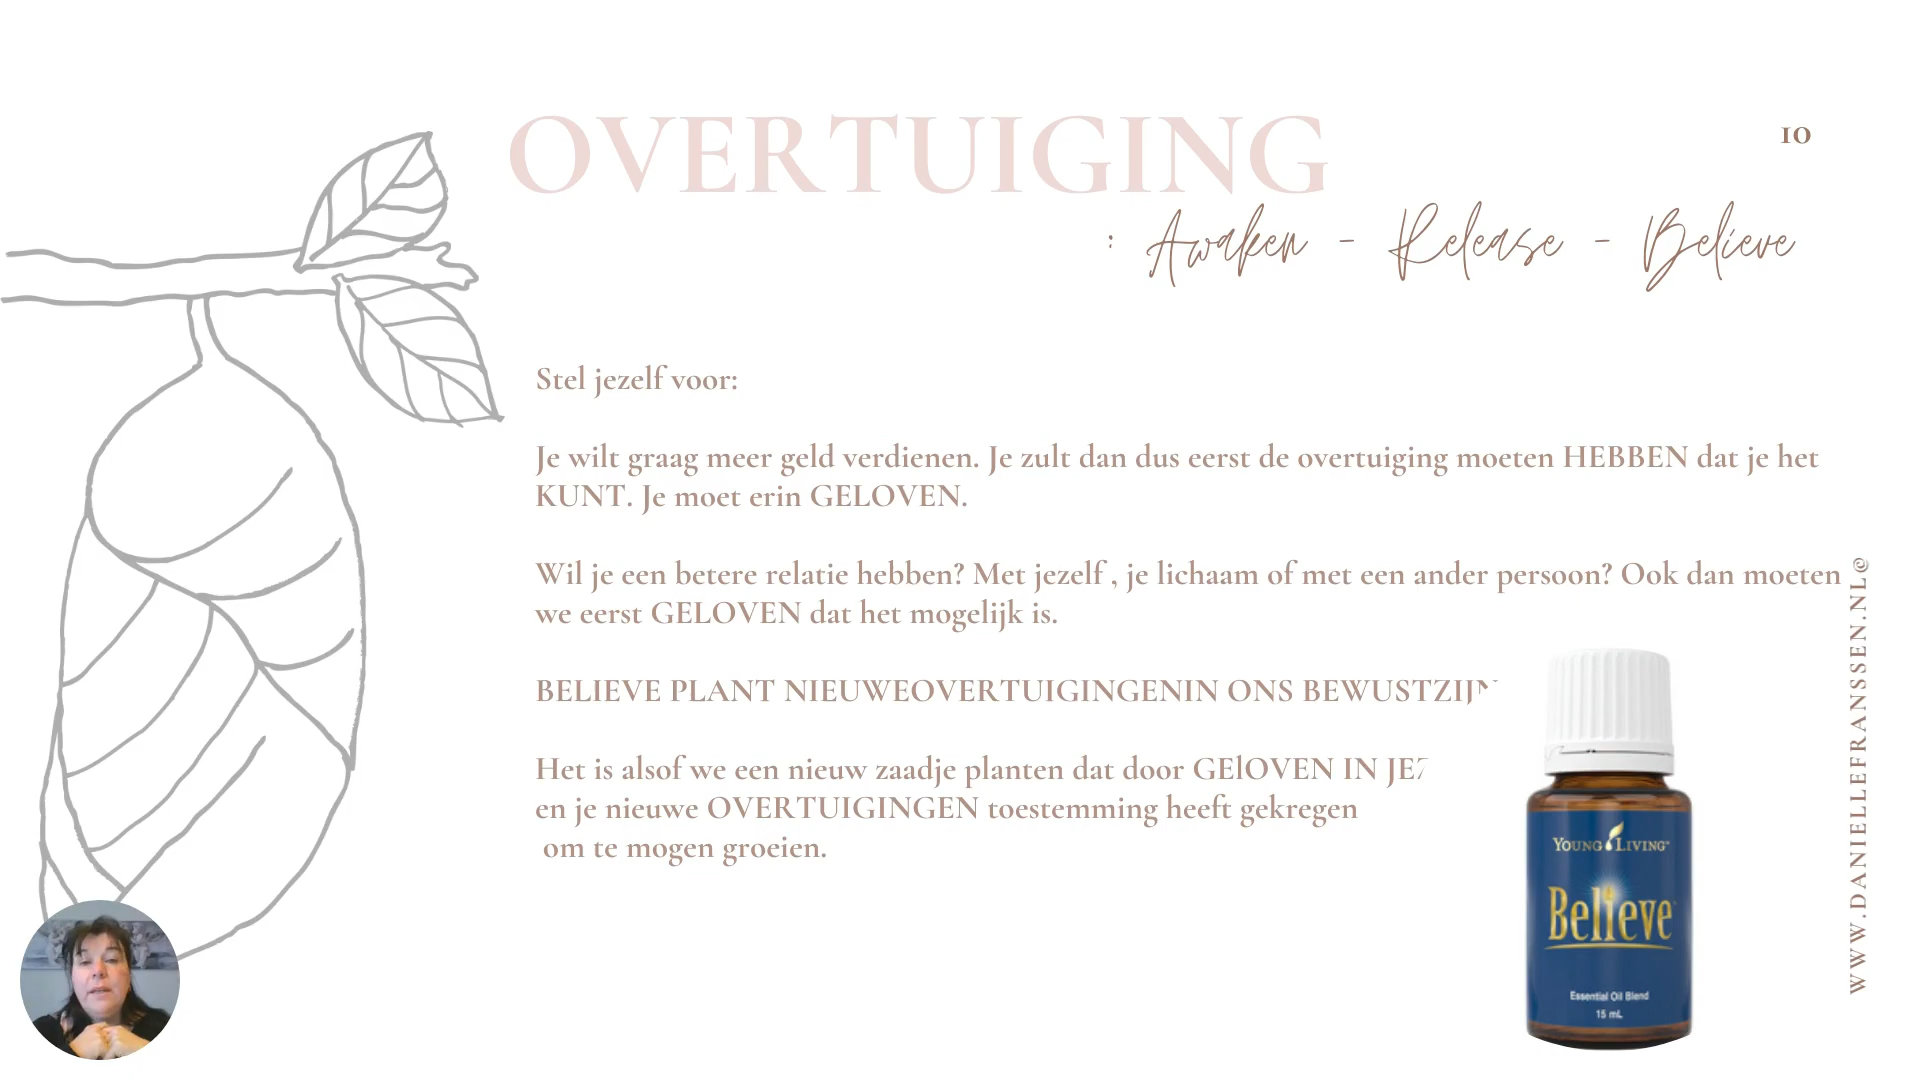 OVERTUIGING
10
: Awaken - Release - Believe
Stel jezelf voor:
Je wilt graag meer geld verdienen. Je zult dan dus eerst de overtuiging moeten HEBBEN dat je het
KUNT. Je moet erin GELOVEN.
Wil je een betere relatie hebben? Met jezelf , je lichaam of met een ander persoon? Ook dan moeten
we eerst GELOVEN dat het mogelijk is.
BELIEVE PLANT NIEUWEOVERTUIGINGENIN ONS BEWUSTZIJN
Het is alsof we een nieuw zaadje planten dat door GElOVEN IN
en je nieuwe OVERTUIGINGEN toestemming heeft gekregen
om te mogen groeien.
YOUNG LIVING
Believe
Essential Oil Blend
15 mL
WWW.DANIELLEFRANSSEN.NL@